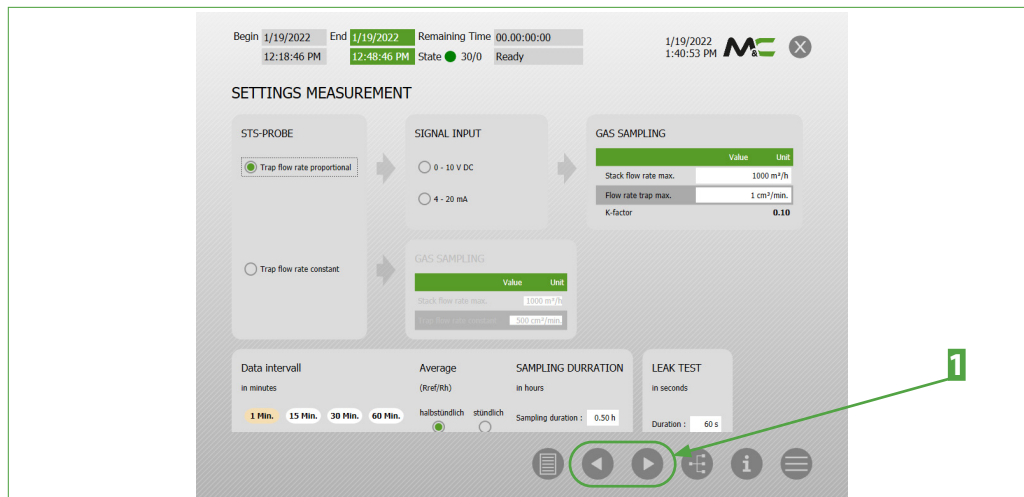 Begin 1/19/2022 End 1/19/2022 Remaining Time 00.00:00:00
12:18:46 PM 12:48:46 PM State 30/0 Ready
1/19/2022
1:40:53 PM
M&C
SETTINGS MEASUREMENT
STS-PROBE
Trap flow rate proportional
Trap flow rate constant
SIGNAL INPUT
0 - 10 V DC
4 - 20 mA
GAS SAMPLING
Value Unit
Stack flow rate max. 1000 m³/h
Flow rate trap max. 1 cm³/min.
K-factor 0.10
GAS SAMPLING
Value Unit
Stack flow rate max. 1000 m³/h
Trap flow rate constant 500 cm³/min.
Data intervall
in minutes
1 Min. 15 Min. 30 Min. 60 Min.
Average
(Rref/Rh)
halbstündlich stündlich
SAMPLING DURRATION
in hours
Sampling duration : 0.50 h
LEAK TEST
in seconds
Duration : 60 s
1